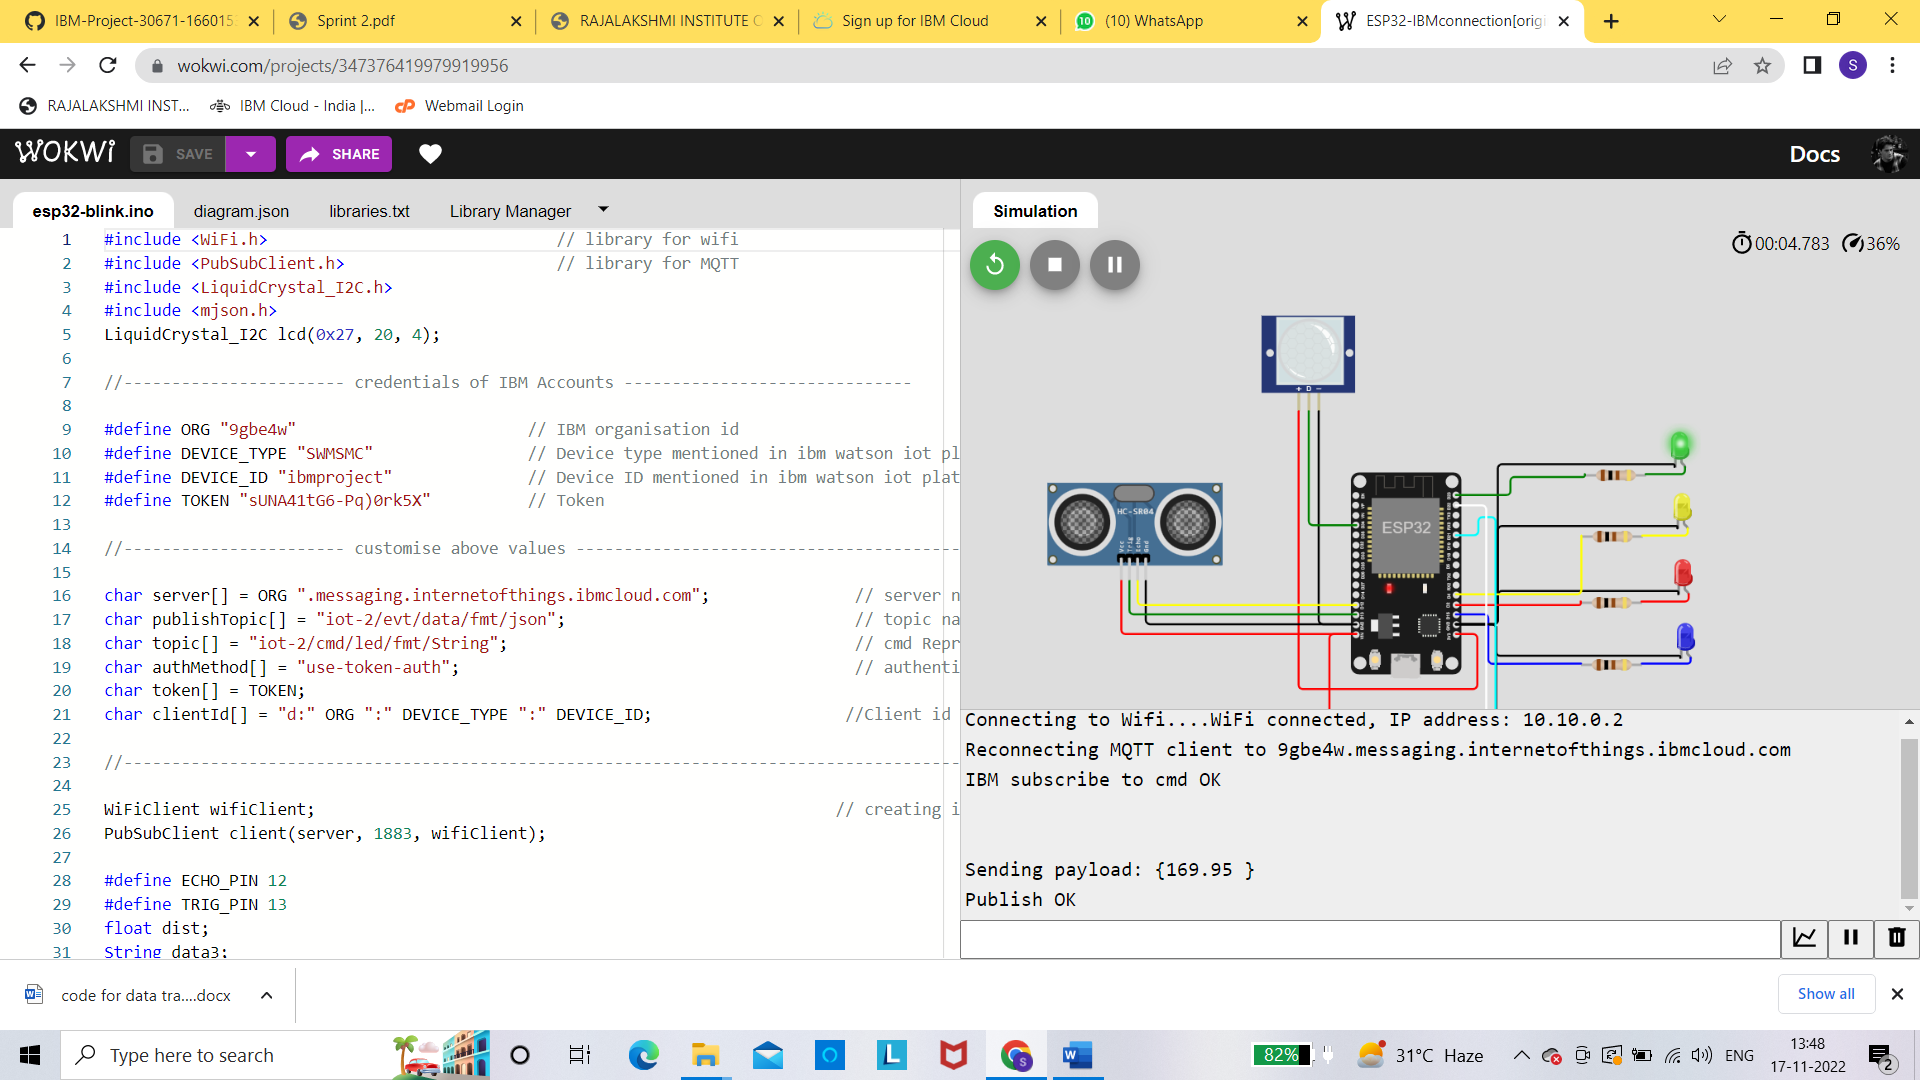 IBM-Project-30671-166015
Sprint 2.pdf
RAJALAKSHMI INSTITUTE O
Sign up for IBM Cloud
10
(10) WhatsApp
ESP32-IBMconnection[origi
wokwi.com/projects/347376419979919956
S
RAJALAKSHMI INST...
IBM Cloud - India |...
Webmail Login
WOKWi
SAVE
SHARE
Docs
esp32-blink.ino
diagram.json
libraries.txt
Library Manager
Simulation
00:04.783
36%
1 #include <WiFi.h> // library for wifi
2 #include <PubSubClient.h> // library for MQTT
3 #include <LiquidCrystal_I2C.h>
4 #include <mjson.h>
5 LiquidCrystal_I2C lcd(0x27, 20, 4);
6
7 //----------------------- credentials of IBM Accounts ------------------------------
8
9 #define ORG "9gbe4w" // IBM organisation id
10 #define DEVICE_TYPE "SWMSMC" // Device type mentioned in ibm watson iot pl
11 #define DEVICE_ID "ibmproject" // Device ID mentioned in ibm watson iot plat
12 #define TOKEN "sUNA41tG6-Pq)0rk5X" // Token
13
14 //----------------------- customise above values ----------------------------------------
15
16 char server[] = ORG ".messaging.internetofthings.ibmcloud.com"; // server n
17 char publishTopic[] = "iot-2/evt/data/fmt/json"; // topic na
18 char topic[] = "iot-2/cmd/led/fmt/String"; // cmd Repr
19 char authMethod[] = "use-token-auth"; // authenti
20 char token[] = TOKEN;
21 char clientId[] = "d:" ORG ":" DEVICE_TYPE ":" DEVICE_ID; //Client id
22
23 //---------------------------------------------------------------------------------------
24
25 WiFiClient wifiClient; // creating i
26 PubSubClient client(server, 1883, wifiClient);
27
28 #define ECHO_PIN 12
29 #define TRIG_PIN 13
30 float dist;
31 String data3;
+ D -
HC-SR04
Vcc
Trig
Echo
Gnd
ESP32
Connecting to Wifi....WiFi connected, IP address: 10.10.0.2
Reconnecting MQTT client to 9gbe4w.messaging.internetofthings.ibmcloud.com
IBM subscribe to cmd OK
Sending payload: {169.95 }
Publish OK
code for data tra....docx
Show all
Type here to search
82%
31°C Haze
ENG
13:48
17-11-2022
2